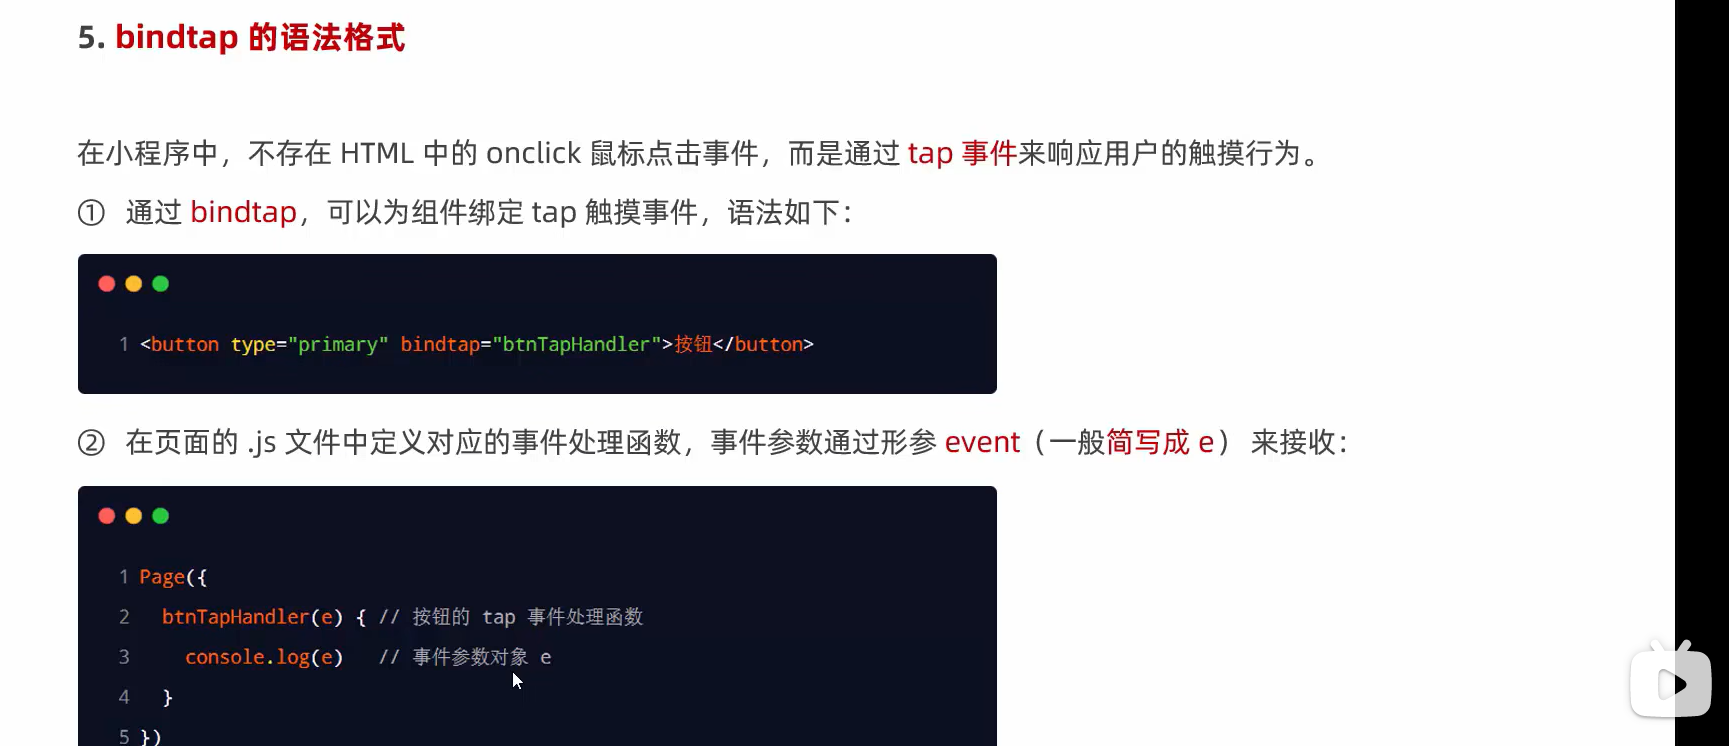 5. bindtap 的语法格式
在小程序中，不存在 HTML 中的 onclick 鼠标点击事件，而是通过 tap 事件来响应用户的触摸行为。
① 通过 bindtap，可以为组件绑定 tap 触摸事件，语法如下：
1 <button type="primary" bindtap="btnTapHandler">按钮</button>
② 在页面的 .js 文件中定义对应的事件处理函数，事件参数通过形参 event（一般简写成 e） 来接收：
1 Page({
2   btnTapHandler(e) { // 按钮的 tap 事件处理函数
3     console.log(e)   // 事件参数对象 e
4   }
5 })